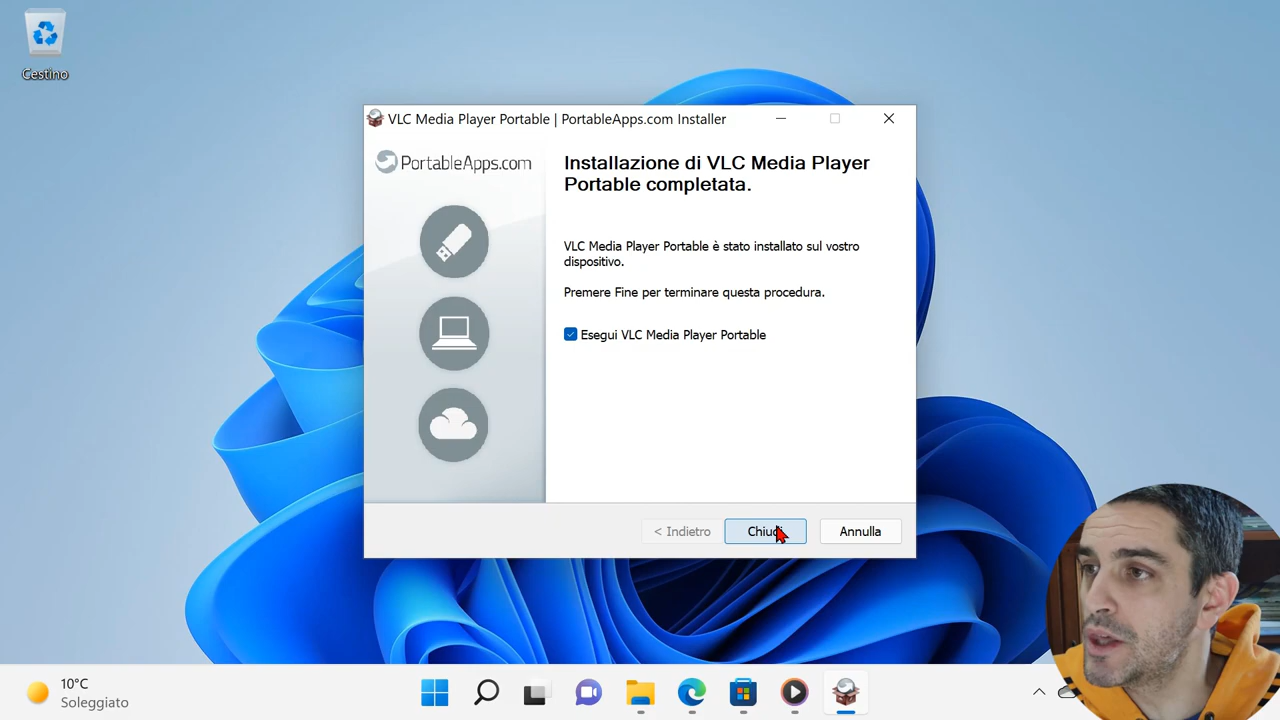 Cestino
VLC Media Player Portable | PortableApps.com Installer
PortableApps.com
Installazione di VLC Media Player
Portable completata.
VLC Media Player Portable è stato installato sul vostro
dispositivo.
Premere Fine per terminare questa procedura.
Esegui VLC Media Player Portable
< Indietro
Chiudi
Annulla
10°C
Soleggiato